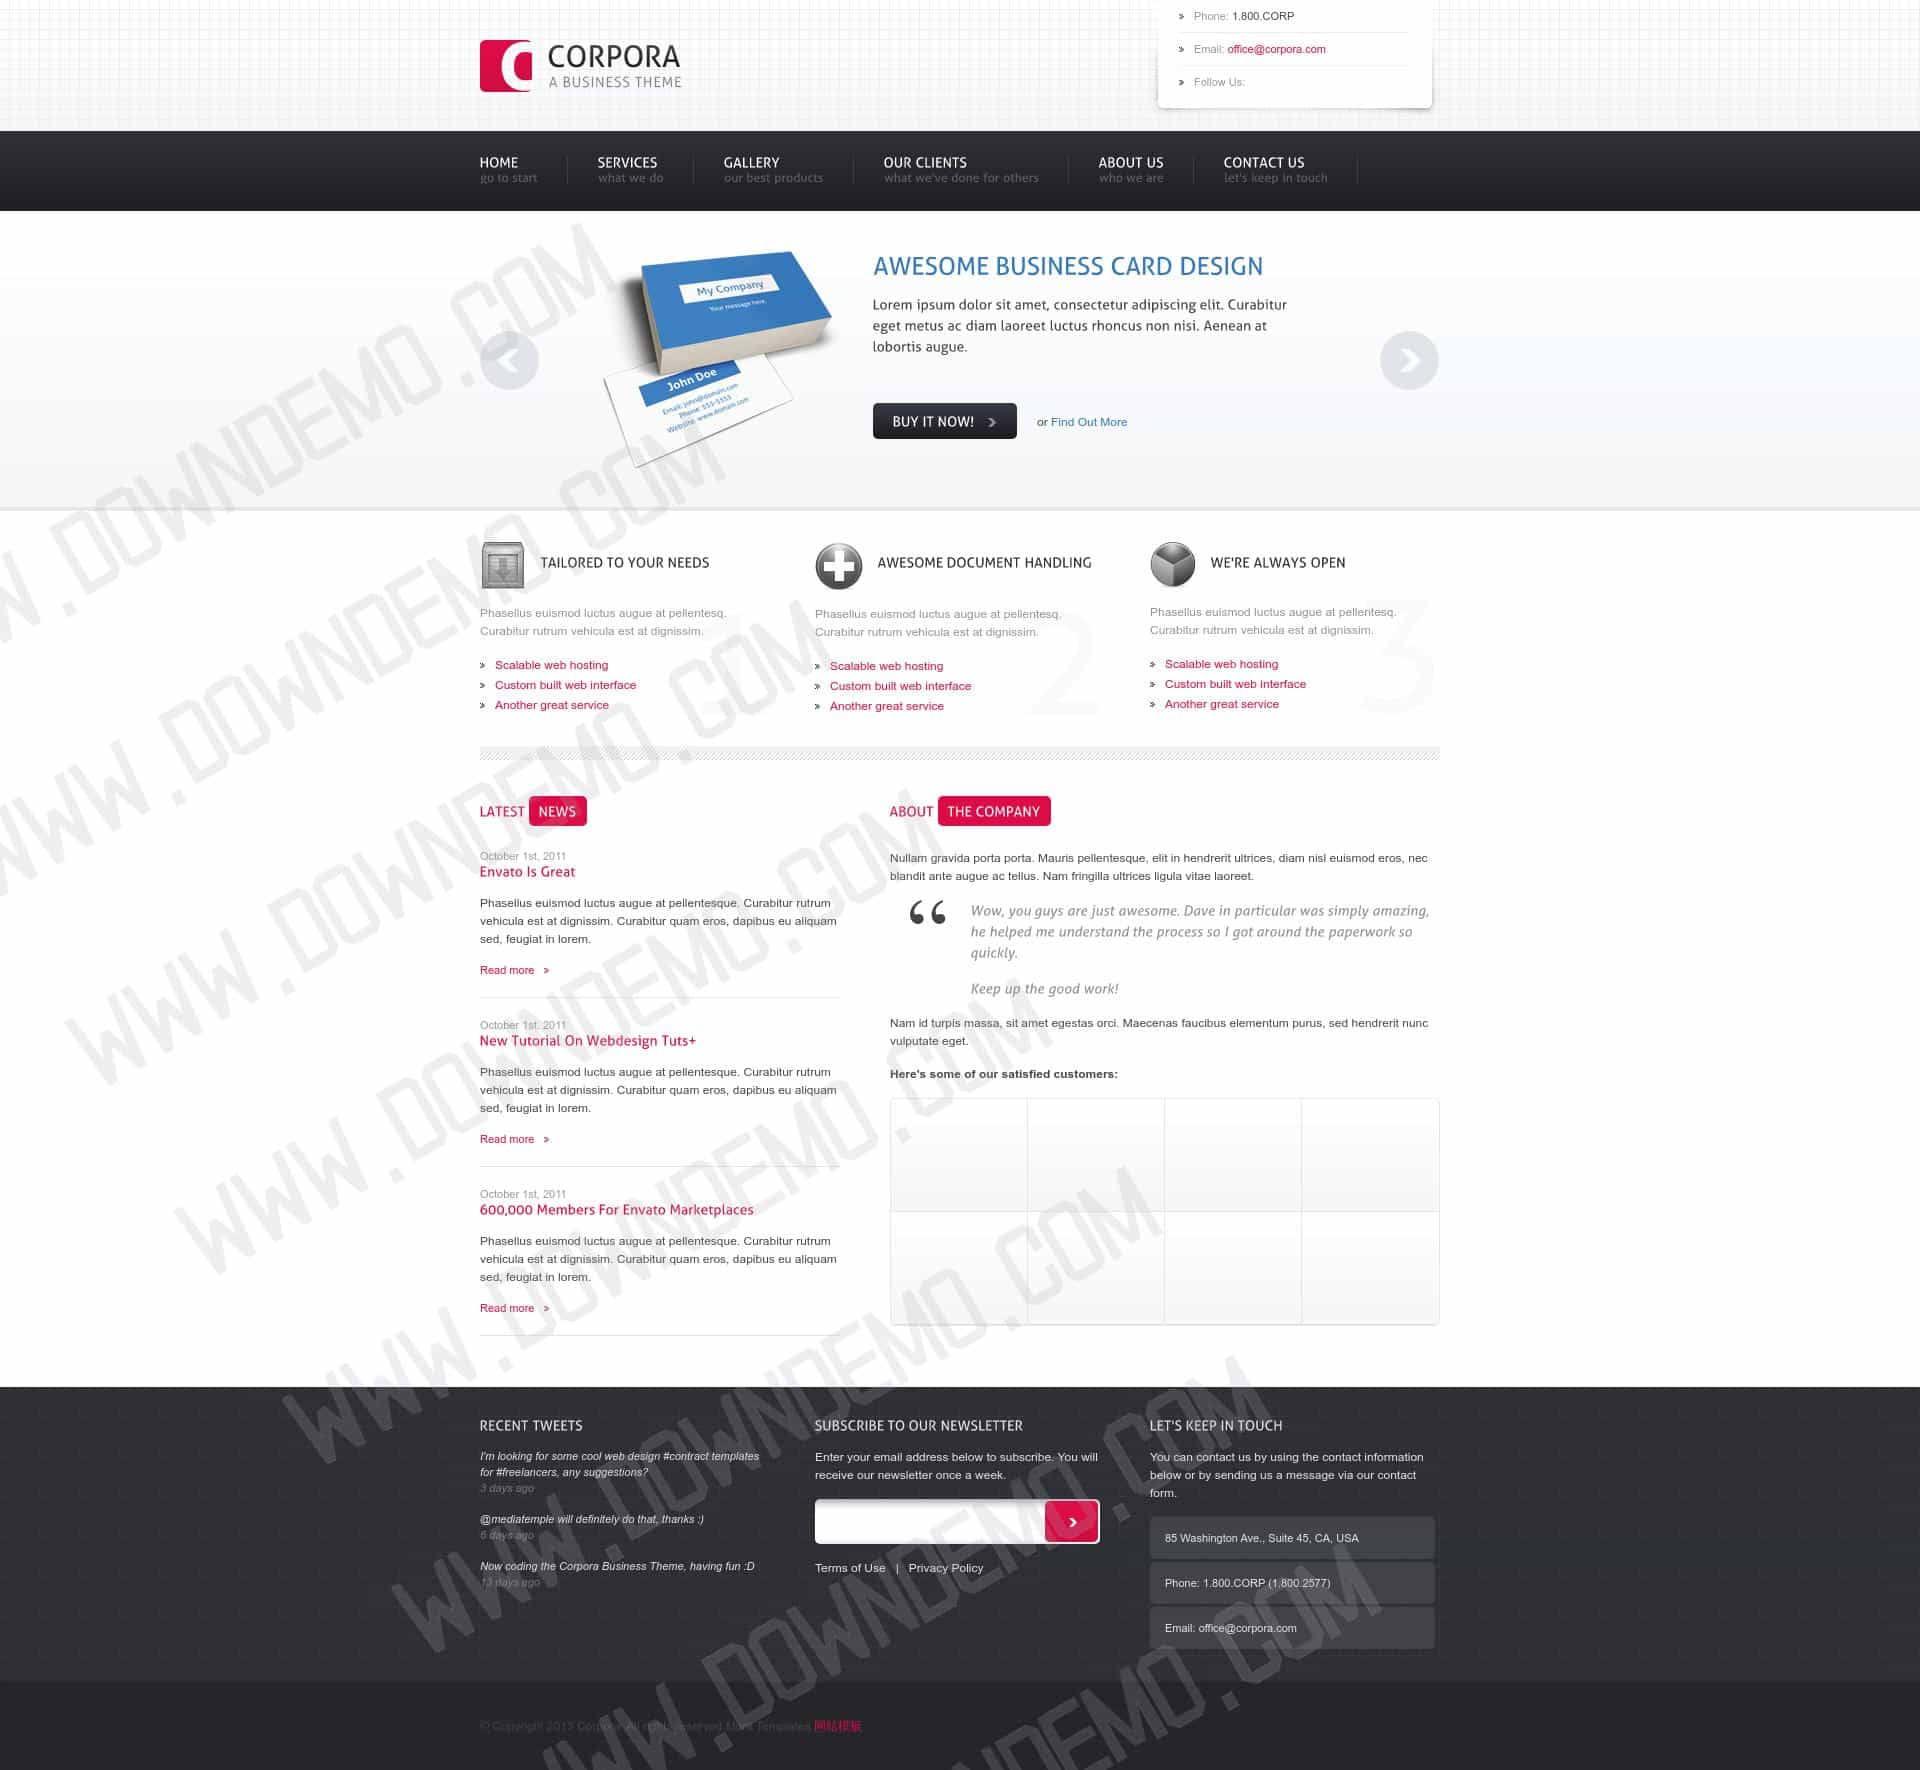 CORPORA
A BUSINESS THEME
Phone: 1.800.CORP
Email: office@corpora.com
Follow Us:
HOME
go to start
SERVICES
what we do
GALLERY
our best products
OUR CLIENTS
what we've done for others
ABOUT US
who we are
CONTACT US
let's keep in touch
My Company
Your message here.
John Doe
Email: john@domain.com
Phone: 555-5555
Website: www.domain.com
AWESOME BUSINESS CARD DESIGN
Lorem ipsum dolor sit amet, consectetur adipiscing elit. Curabitur
eget metus ac diam laoreet luctus rhoncus non nisi. Aenean at
lobortis augue.
BUY IT NOW!
or Find Out More
TAILORED TO YOUR NEEDS
Phasellus euismod luctus augue at pellentesq.
Curabitur rutrum vehicula est at dignissim.
Scalable web hosting
Custom built web interface
Another great service
AWESOME DOCUMENT HANDLING
Phasellus euismod luctus augue at pellentesq.
Curabitur rutrum vehicula est at dignissim.
Scalable web hosting
Custom built web interface
Another great service
2
WE'RE ALWAYS OPEN
Phasellus euismod luctus augue at pellentesq.
Curabitur rutrum vehicula est at dignissim.
Scalable web hosting
Custom built web interface
Another great service
3
LATEST NEWS
October 1st, 2011
Envato Is Great
Phasellus euismod luctus augue at pellentesque. Curabitur rutrum
vehicula est at dignissim. Curabitur quam eros, dapibus eu aliquam
sed, feugiat in lorem.
Read more
October 1st, 2011
New Tutorial On Webdesign Tuts+
Phasellus euismod luctus augue at pellentesque. Curabitur rutrum
vehicula est at dignissim. Curabitur quam eros, dapibus eu aliquam
sed, feugiat in lorem.
Read more
October 1st, 2011
600,000 Members For Envato Marketplaces
Phasellus euismod luctus augue at pellentesque. Curabitur rutrum
vehicula est at dignissim. Curabitur quam eros, dapibus eu aliquam
sed, feugiat in lorem.
Read more
ABOUT THE COMPANY
Nullam gravida porta porta. Mauris pellentesque, elit in hendrerit ultrices, diam nisl euismod eros, nec
blandit ante augue ac tellus. Nam fringilla ultrices ligula vitae laoreet.
“ Wow, you guys are just awesome. Dave in particular was simply amazing,
he helped me understand the process so I got around the paperwork so
quickly.
Keep up the good work!
Nam id turpis massa, sit amet egestas orci. Maecenas faucibus elementum purus, sed hendrerit nunc
vulputate eget.
Here's some of our satisfied customers:
RECENT TWEETS
I'm looking for some cool web design #contract templates
for #freelancers, any suggestions?
3 days ago
@mediatemple will definitely do that, thanks :)
6 days ago
Now coding the Corpora Business Theme, having fun :D
13 days ago
SUBSCRIBE TO OUR NEWSLETTER
Enter your email address below to subscribe. You will
receive our newsletter once a week.
Terms of Use | Privacy Policy
LET'S KEEP IN TOUCH
You can contact us by using the contact information
below or by sending us a message via our contact
form.
85 Washington Ave., Suite 45, CA, USA
Phone: 1.800.CORP (1.800.2577)
Email: office@corpora.com
© Copyright 2013 Corpora. All rights reserved More Templates 网站模板
WWW.DOWNDEMO.COM
WWW.DOWNDEMO.COM
WWW.DOWNDEMO.COM
WWW.DOWNDEMO.COM
WWW.DOWNDEMO.COM
WWW.DOWNDEMO.COM
WWW.DOWNDEMO.COM